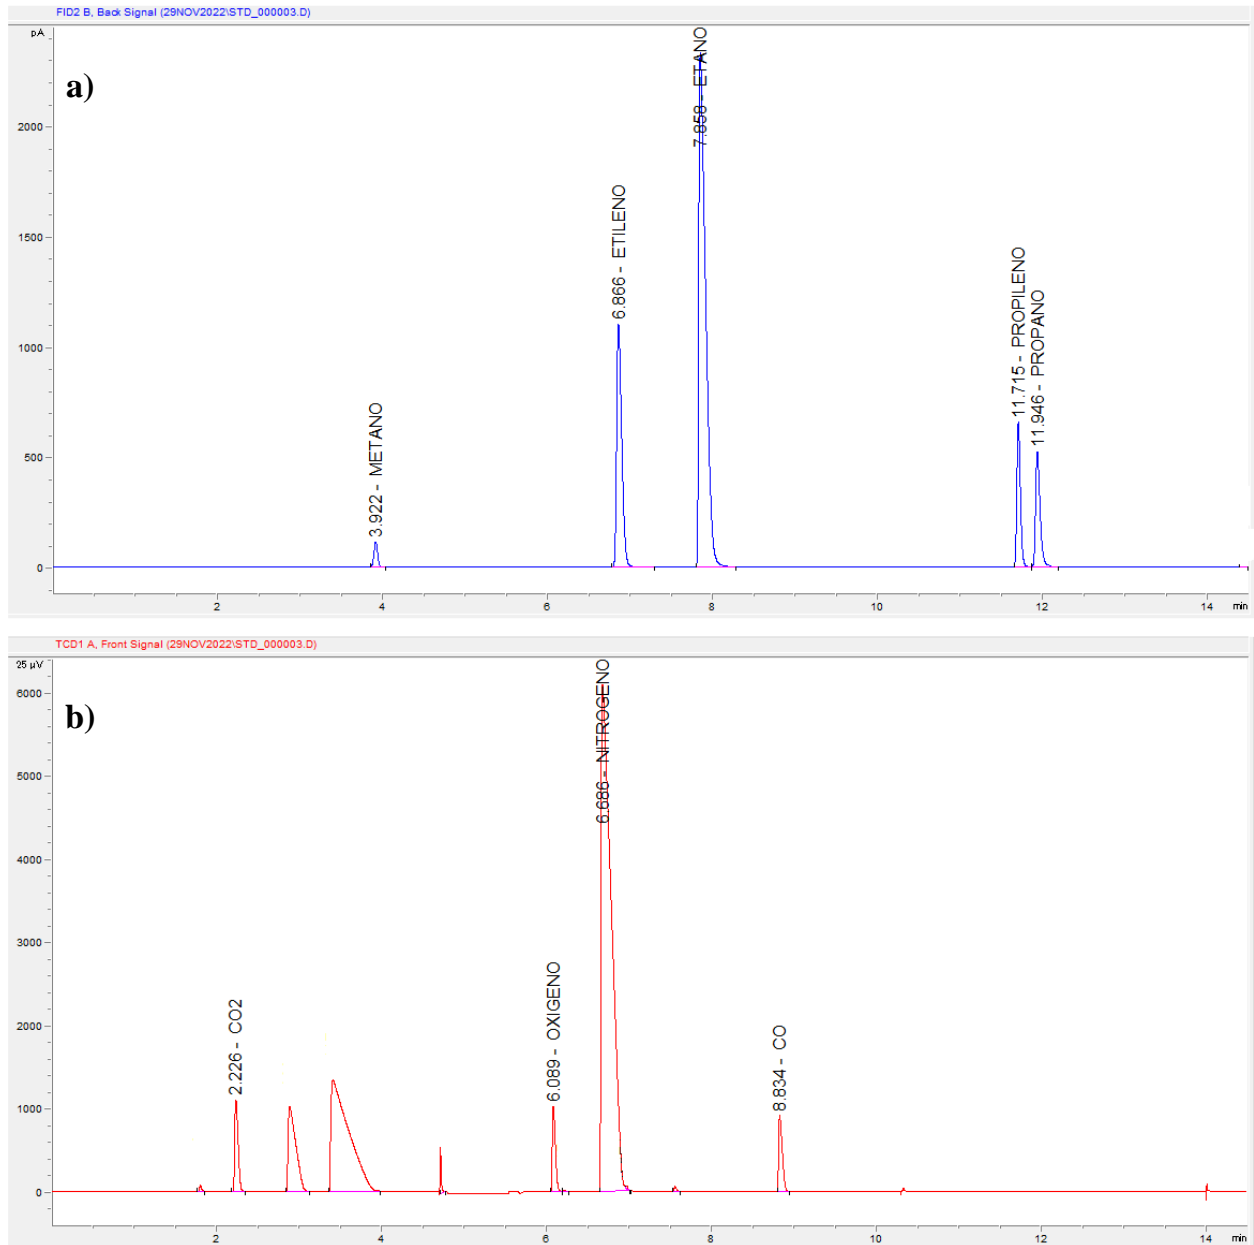 FID2 B, Back Signal (29NOV2022\STD_000003.D)
pA
a)
2000
1500
1000
500
0
3.922 - METANO
6.866 - ETILENO
7.858 - ETANO
11.715 - PROPILENO
11.946 - PROPANO
2 4 6 8 10 12 14 min
TCD1 A, Front Signal (29NOV2022\STD_000003.D)
25 µV
b)
6000
5000
4000
3000
2000
1000
0
2.226 - CO2
6.089 - OXIGENO
6.686 - NITROGENO
8.834 - CO
2 4 6 8 10 12 14 min